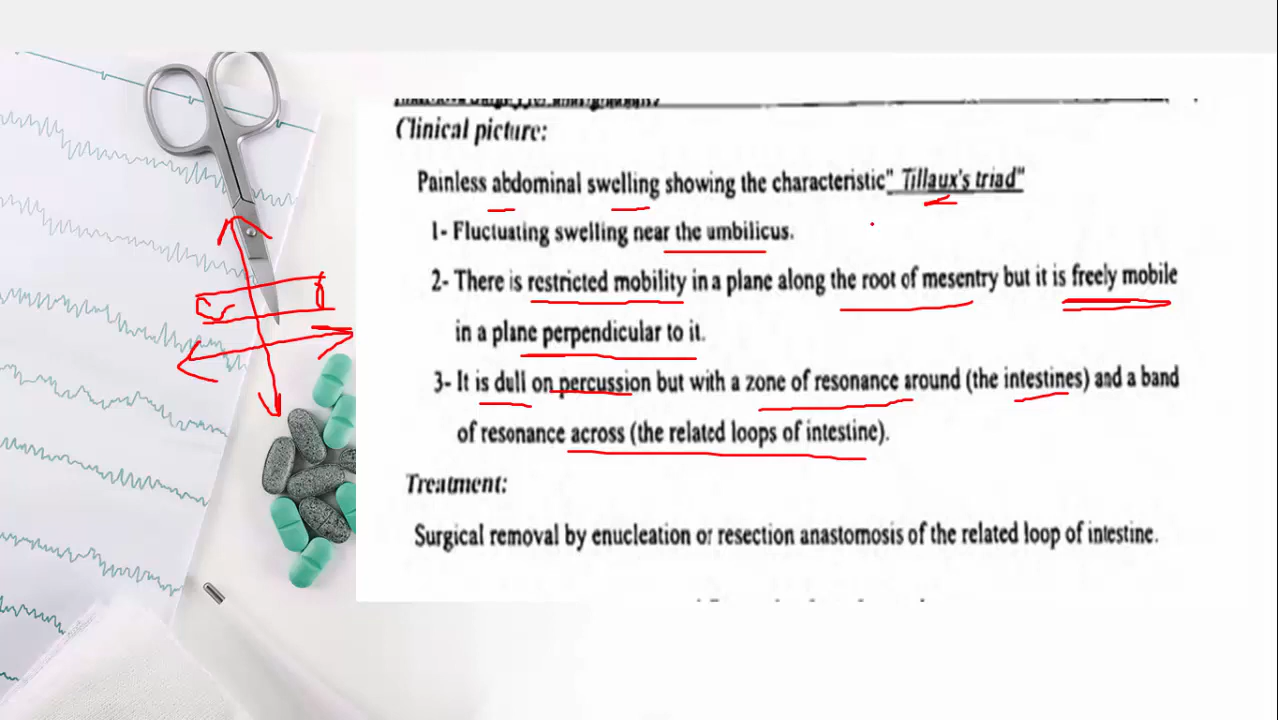 Clinical picture:
Painless abdominal swelling showing the characteristic" Tillaux's triad"
1- Fluctuating swelling near the umbilicus.
2- There is restricted mobility in a plane along the root of mesentry but it is freely mobile
in a plane perpendicular to it.
3- It is dull on percussion but with a zone of resonance around (the intestines) and a band
of resonance across (the related loops of intestine).
Treatment:
Surgical removal by enucleation or resection anastomosis of the related loop of intestine.